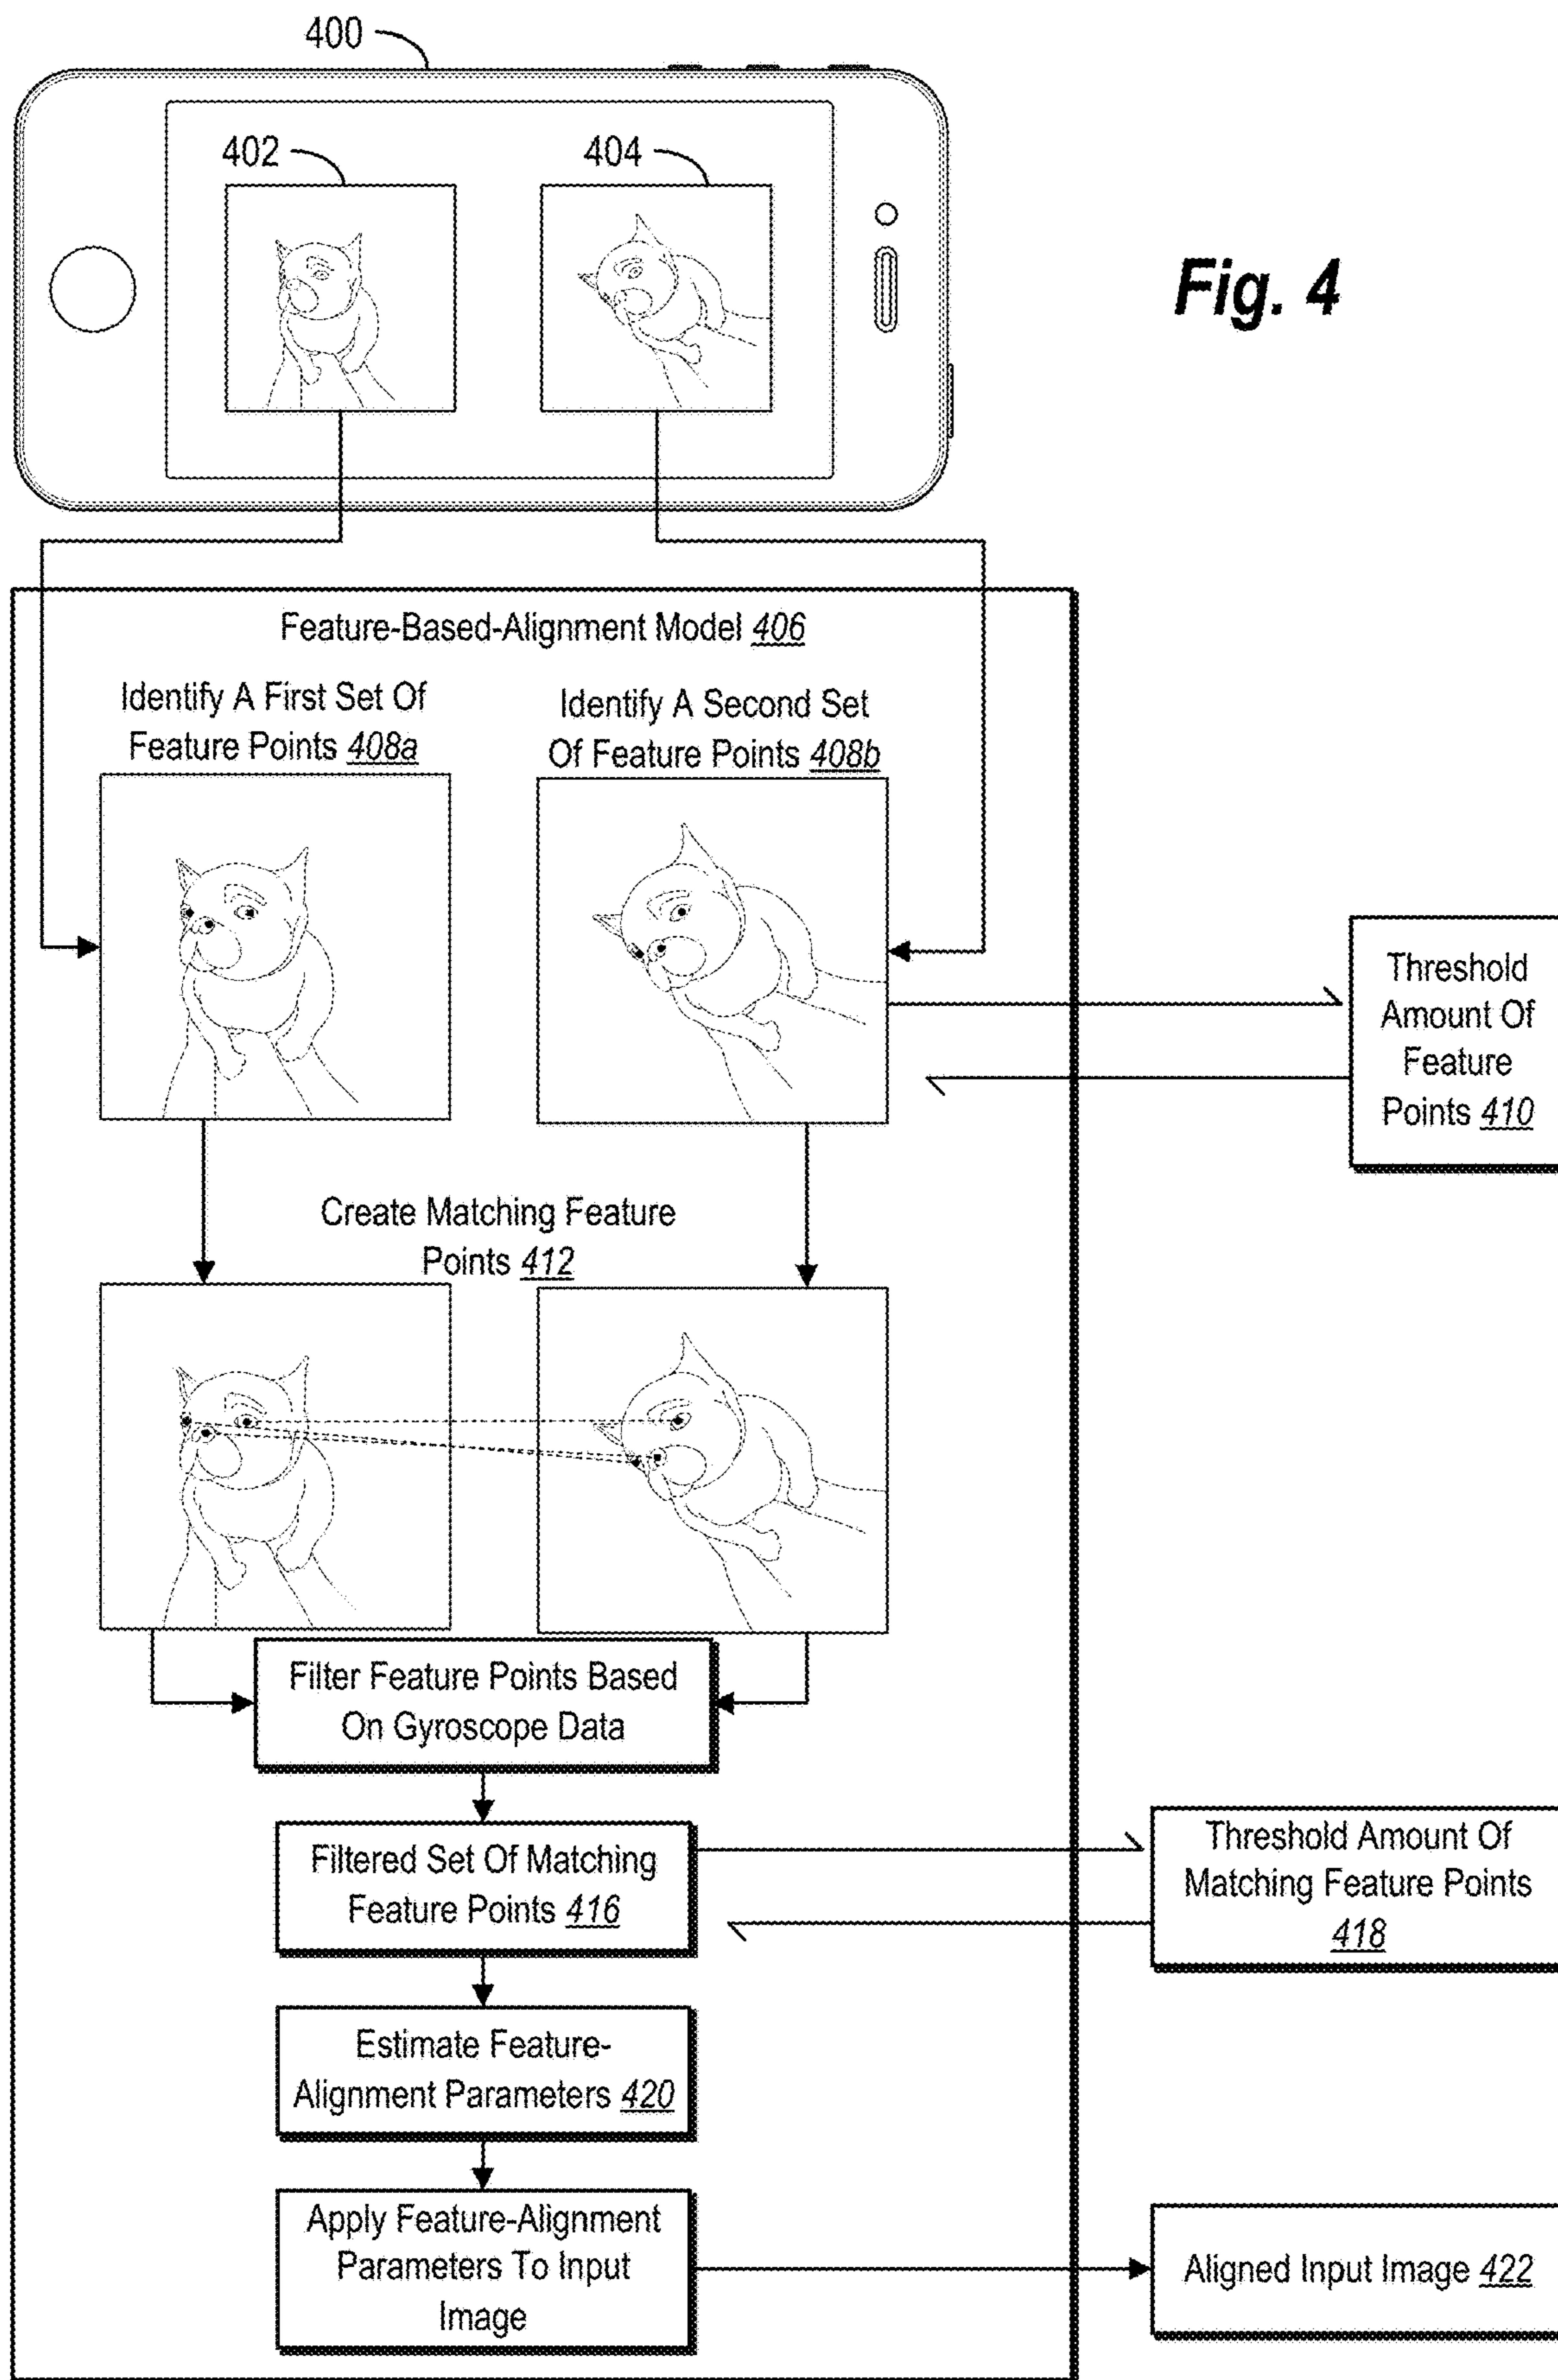 400
402
404
Fig. 4
Feature-Based-Alignment Model 406
Identify A First Set Of
Feature Points 408a
Identify A Second Set
Of Feature Points 408b
Threshold
Amount Of
Feature
Points 410
Create Matching Feature
Points 412
Filter Feature Points Based
On Gyroscope Data
Filtered Set Of Matching
Feature Points 416
Threshold Amount Of
Matching Feature Points
418
Estimate Feature-
Alignment Parameters 420
Apply Feature-Alignment
Parameters To Input
Image
Aligned Input Image 422